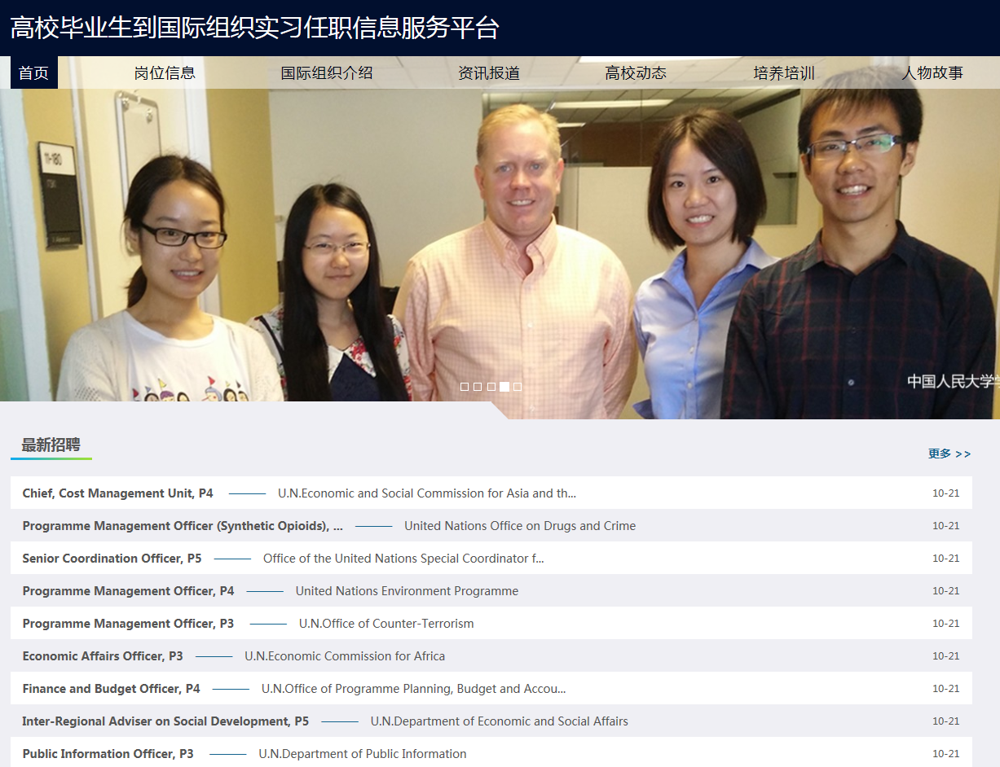 高校毕业生到国际组织实习任职信息服务平台
首页 岗位信息 国际组织介绍 资讯报道 高校动态 培养培训 人物故事
11-180
中国人民大学学
最新招聘
更多 >>
Chief, Cost Management Unit, P4 U.N.Economic and Social Commission for Asia and th... 10-21
Programme Management Officer (Synthetic Opioids), ... United Nations Office on Drugs and Crime 10-21
Senior Coordination Officer, P5 Office of the United Nations Special Coordinator f... 10-21
Programme Management Officer, P4 United Nations Environment Programme 10-21
Programme Management Officer, P3 U.N.Office of Counter-Terrorism 10-21
Economic Affairs Officer, P3 U.N.Economic Commission for Africa 10-21
Finance and Budget Officer, P4 U.N.Office of Programme Planning, Budget and Accou... 10-21
Inter-Regional Adviser on Social Development, P5 U.N.Department of Economic and Social Affairs 10-21
Public Information Officer, P3 U.N.Department of Public Information 10-21